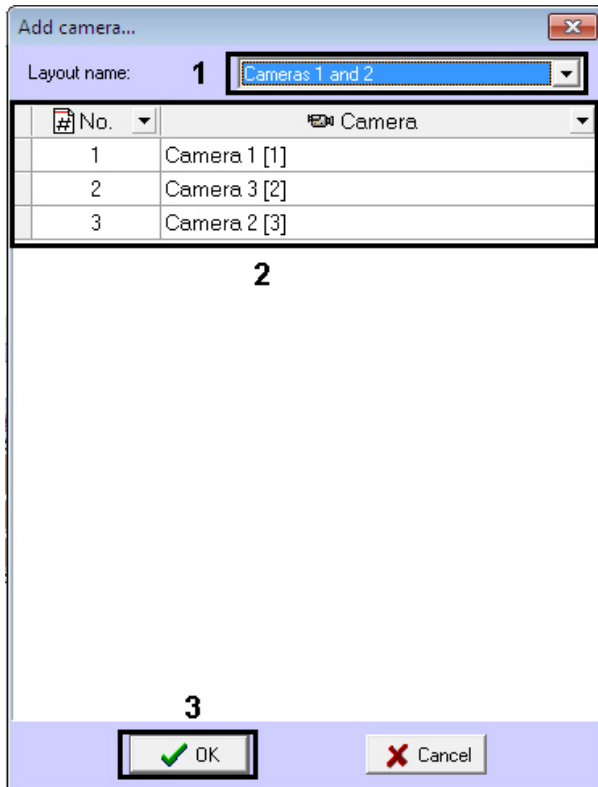 Add camera...
Layout name: 1 Cameras 1 and 2
# No. Camera
1 Camera 1 [1]
2 Camera 3 [2]
3 Camera 2 [3]
2
3
OK Cancel